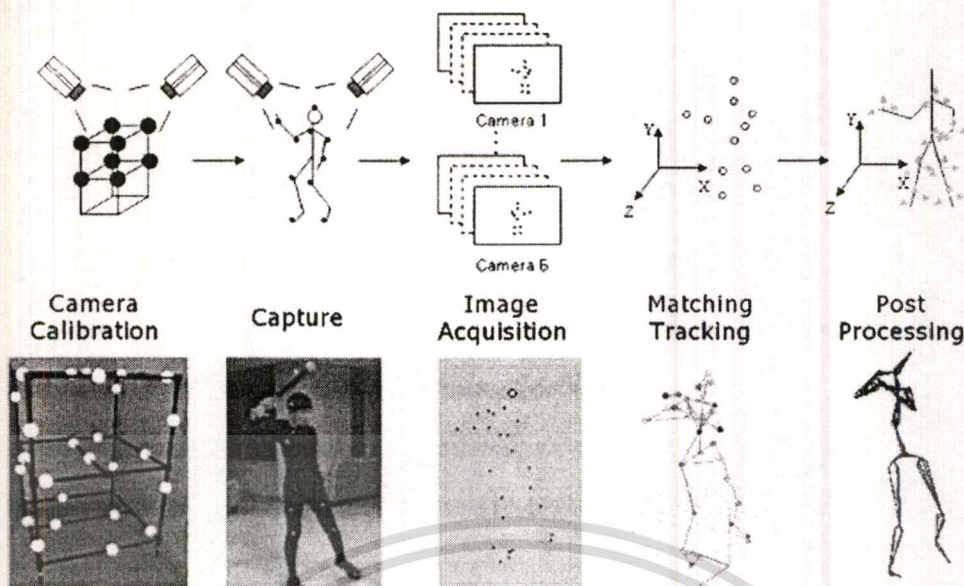 Camera 1
Camera 6
Y
X
Z
Y
X
Z
Camera
Calibration
Capture
Image
Acquisition
Matching
Tracking
Post
Processing